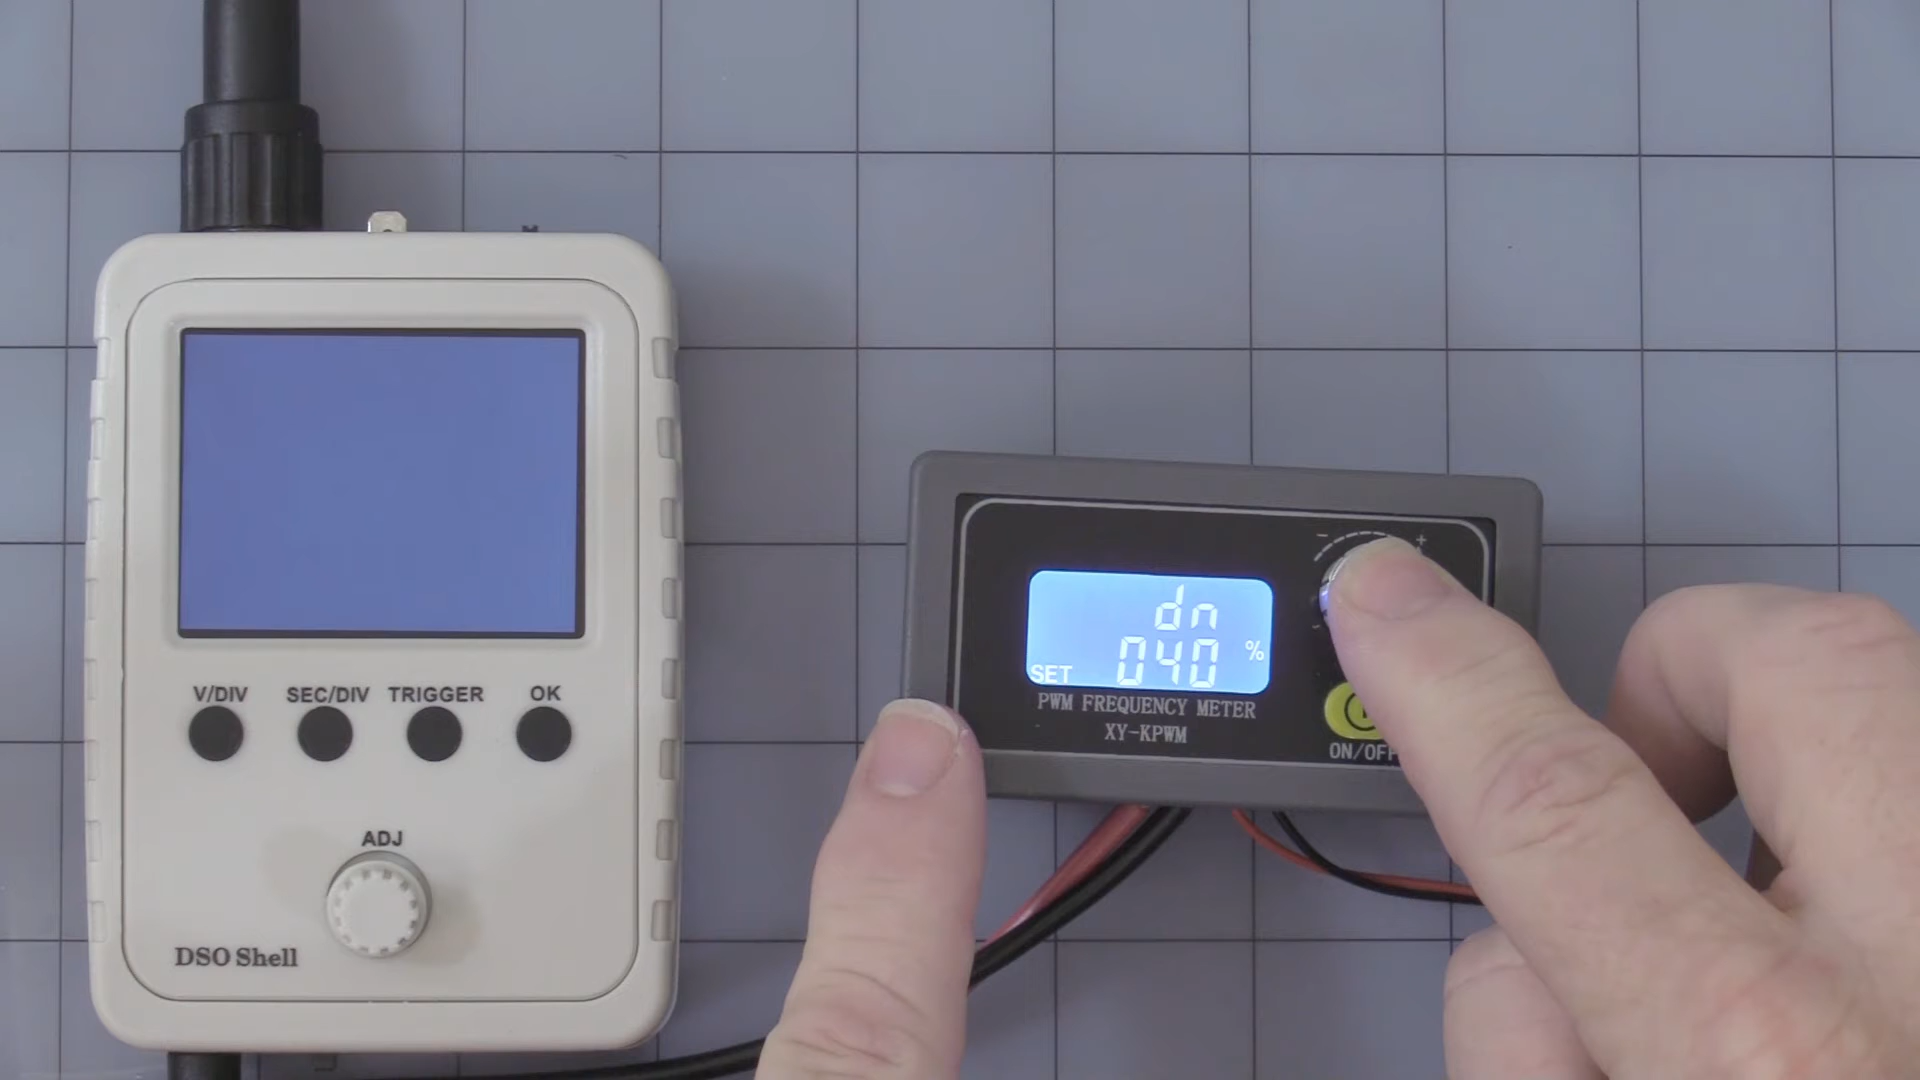 V/DIV SEC/DIV TRIGGER OK
ADJ
DSO Shell
dn
SET 040 %
PWM FREQUENCY METER
XY-KPWM
- +
ON/OFF